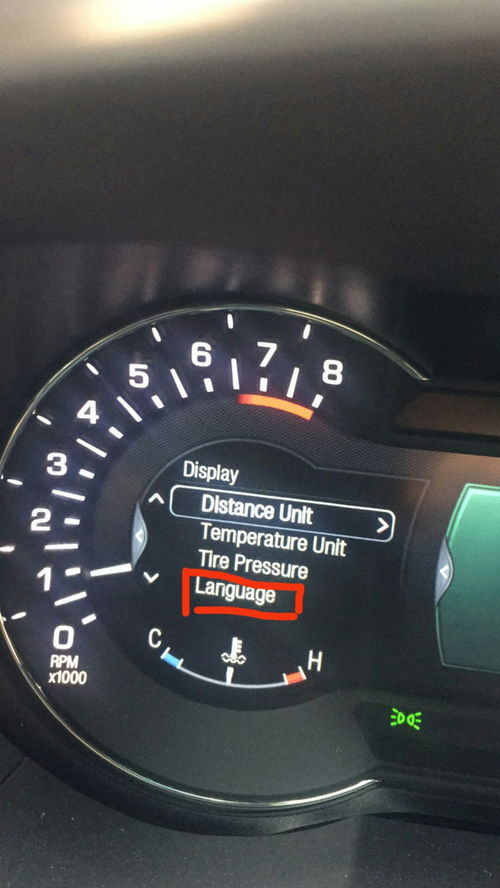 8
7
6
5
4
3
2
1
0
RPM
x1000
Display
Distance Unit
Temperature Unit
Tire Pressure
Language
C
H